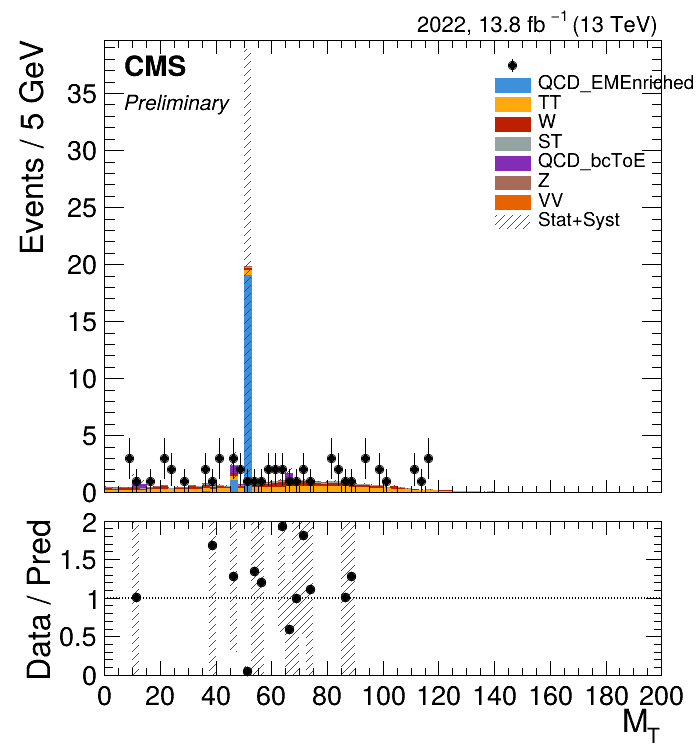 2022, 13.8 fb⁻¹ (13 TeV)
CMS
Preliminary
Events / 5 GeV
35
30
25
20
15
10
5
0
QCD_EMEnriched
TT
W
ST
QCD_bcToE
Z
VV
Stat+Syst
Data / Pred
2
1.5
1
0.5
0
0 20 40 60 80 100 120 140 160 180 200
M_T